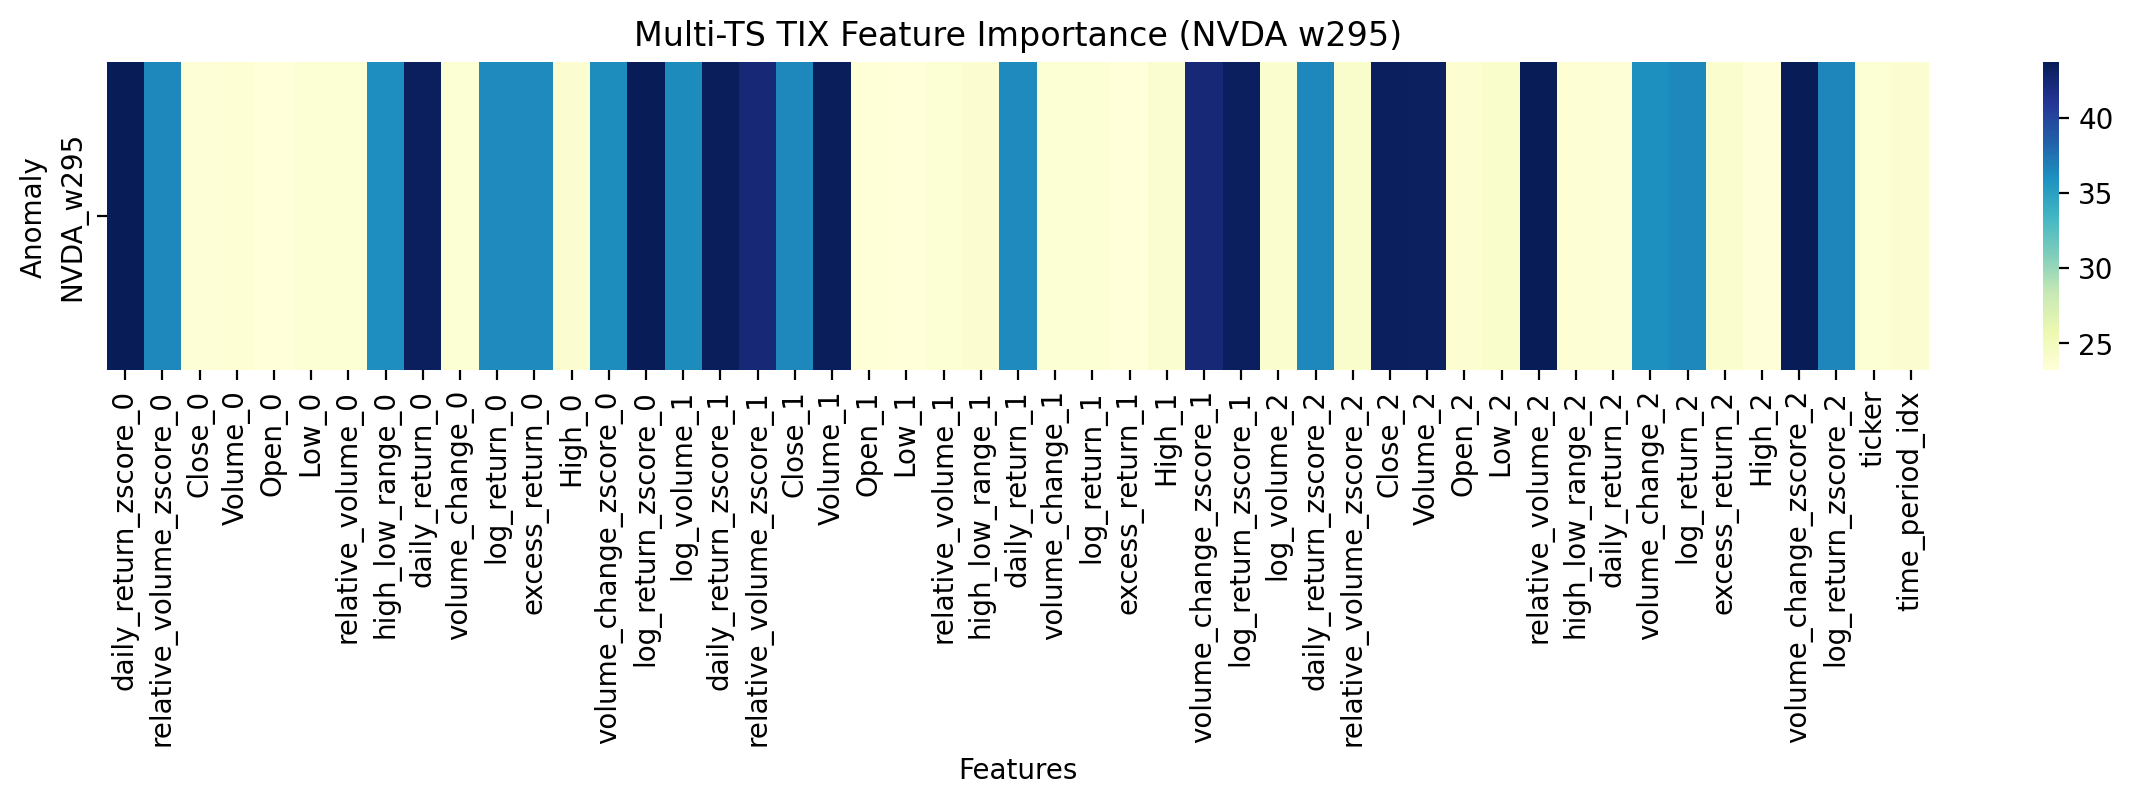 Multi-TS TIX Feature Importance (NVDA w295)
Anomaly
NVDA_w295
40
35
30
25
daily_return_zscore_0
relative_volume_zscore_0
Close_0
Volume_0
Open_0
Low_0
relative_volume_0
high_low_range_0
daily_return_0
volume_change_0
log_return_0
excess_return_0
High_0
volume_change_zscore_0
log_return_zscore_0
log_volume_1
daily_return_zscore_1
relative_volume_zscore_1
Close_1
Volume_1
Open_1
Low_1
relative_volume_1
high_low_range_1
daily_return_1
volume_change_1
log_return_1
excess_return_1
High_1
volume_change_zscore_1
log_return_zscore_1
log_volume_2
daily_return_zscore_2
relative_volume_zscore_2
Close_2
Volume_2
Open_2
Low_2
relative_volume_2
high_low_range_2
daily_return_2
volume_change_2
log_return_2
excess_return_2
High_2
volume_change_zscore_2
log_return_zscore_2
ticker
time_period_idx
Features